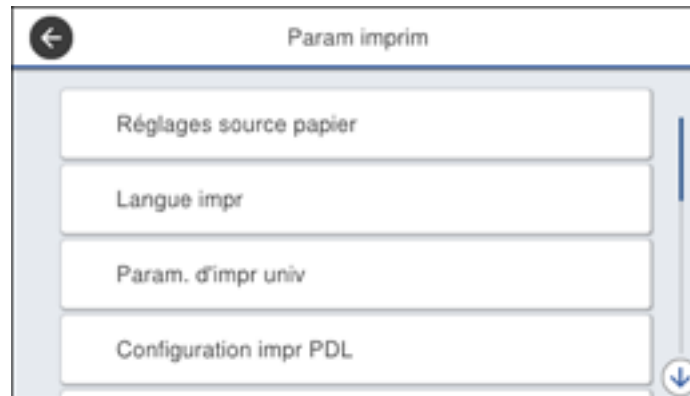 Param imprim
Réglages source papier
Langue impr
Param. d'impr univ
Configuration impr PDL